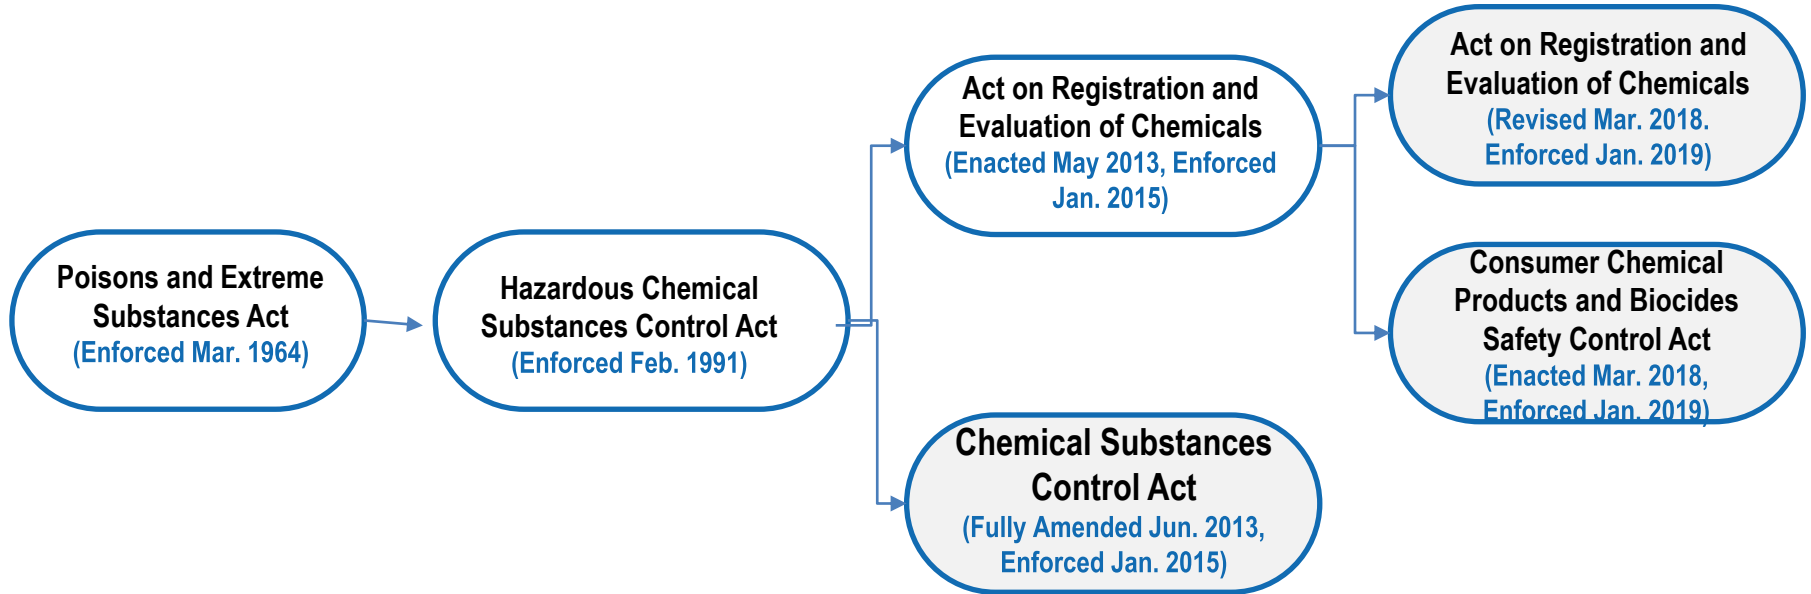 Poisons and Extreme
Substances Act
(Enforced Mar. 1964)
Hazardous Chemical
Substances Control Act
(Enforced Feb. 1991)
Act on Registration and
Evaluation of Chemicals
(Enacted May 2013, Enforced
Jan. 2015)
Chemical Substances
Control Act
(Fully Amended Jun. 2013,
Enforced Jan. 2015)
Act on Registration and
Evaluation of Chemicals
(Revised Mar. 2018.
Enforced Jan. 2019)
Consumer Chemical
Products and Biocides
Safety Control Act
(Enacted Mar. 2018,
Enforced Jan. 2019)